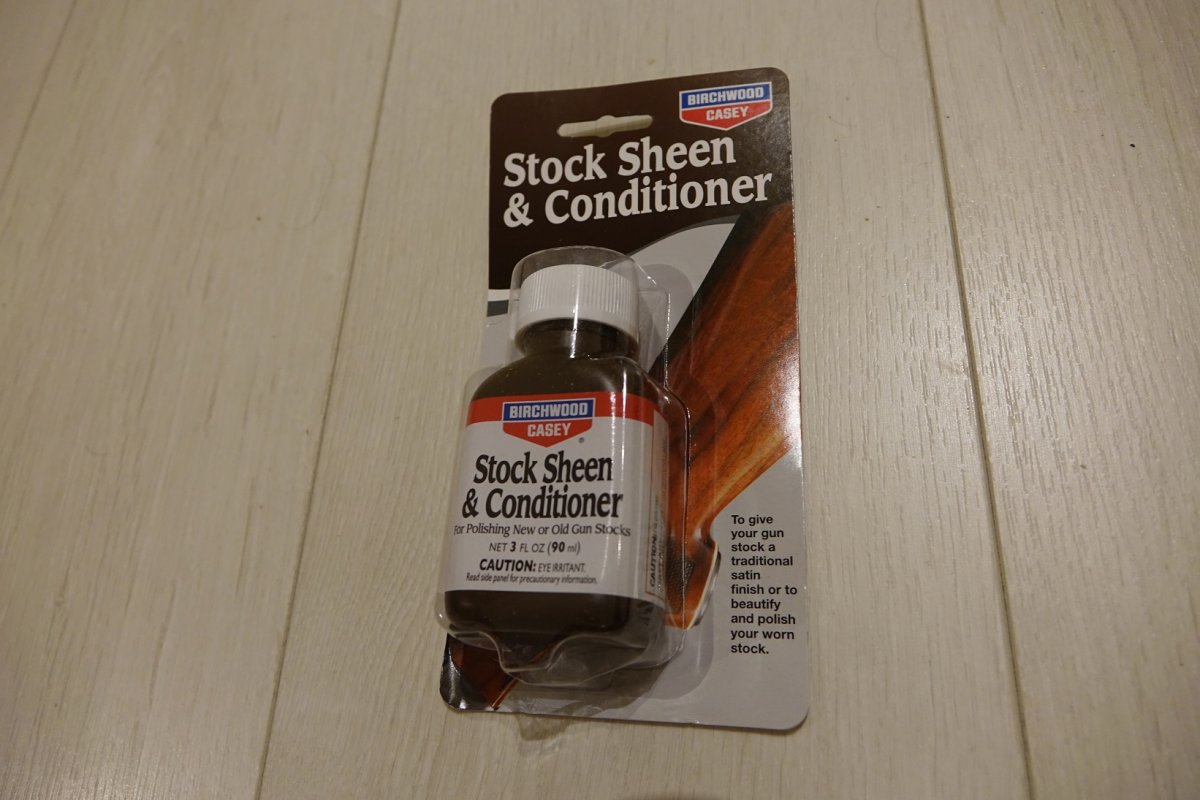 BIRCHWOOD
CASEY
Stock Sheen
& Conditioner
BIRCHWOOD
CASEY
®
Stock Sheen
& Conditioner
For Polishing New or Old Gun Stocks
NET 3 FL OZ (90 ml)
CAUTION: EYE IRRITANT.
Read side panel for precautionary information.
CAUTION:
To give
your gun
stock a
traditional
satin
finish or to
beautify
and polish
your worn
stock.